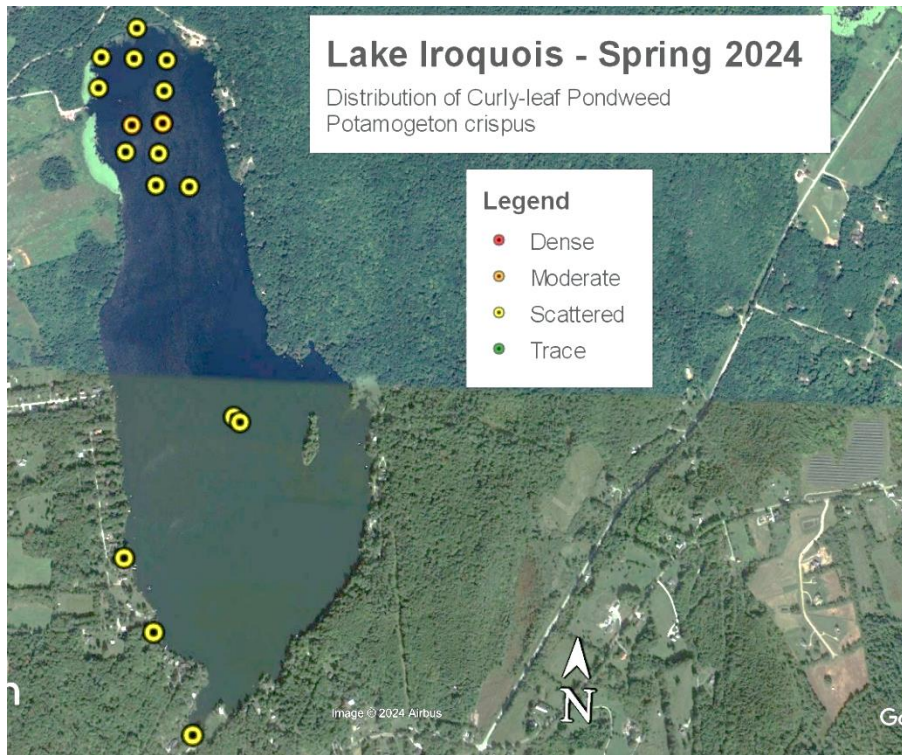 Lake Iroquois - Spring 2024
Distribution of Curly-leaf Pondweed
Potamogeton crispus
Legend
Dense
Moderate
Scattered
Trace
N
Image © 2024 Airbus
Go